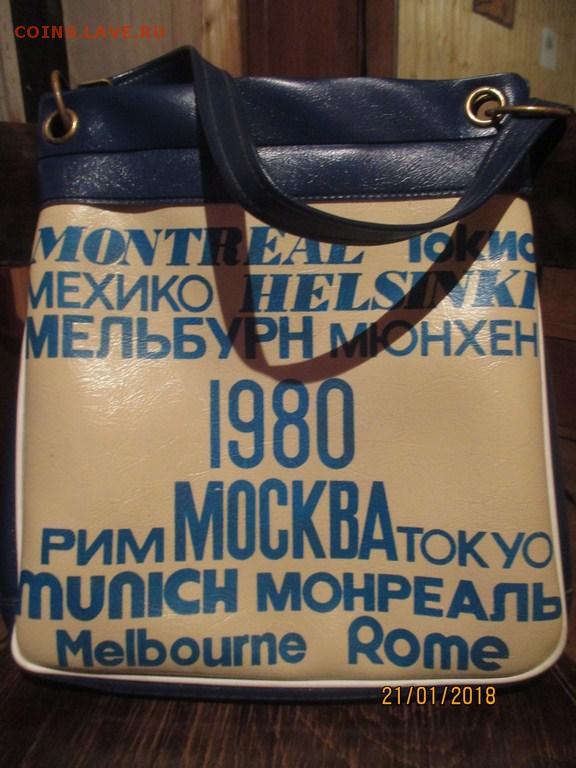 COINS.LAVE.RU
MONTREAL Токио
МЕХИКО HELSINKI
МЕЛЬБУРН МЮНХЕН
1980
РИМ МОСКВА TOKYO
MUNICH МОНРЕАЛЬ
Melbourne Rome
21/01/2018